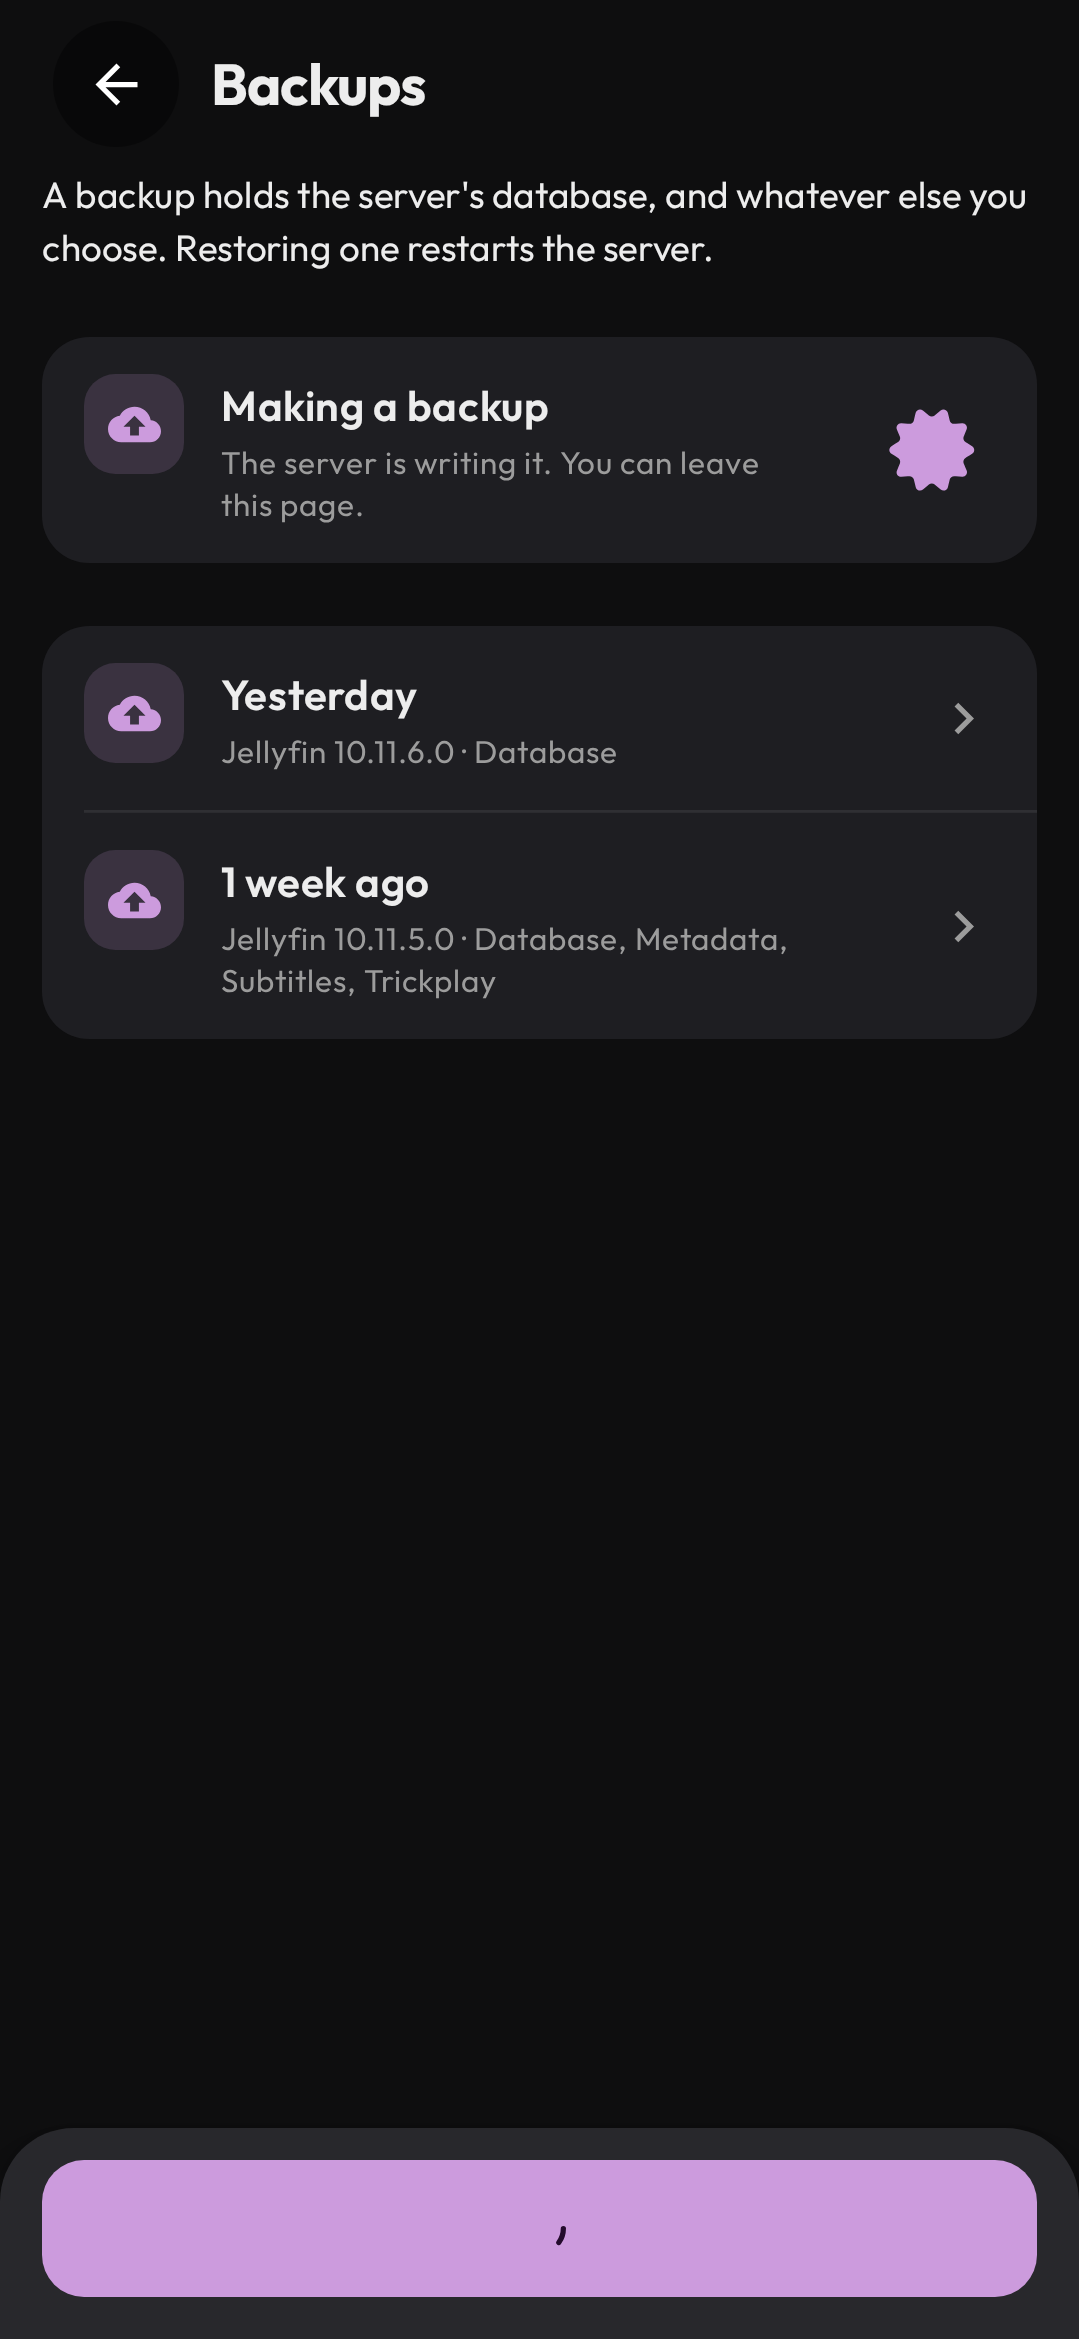 Backups
A backup holds the server's database, and whatever else you
choose. Restoring one restarts the server.
Making a backup
The server is writing it. You can leave
this page.
Yesterday
Jellyfin 10.11.6.0 · Database
1 week ago
Jellyfin 10.11.5.0 · Database, Metadata,
Subtitles, Trickplay